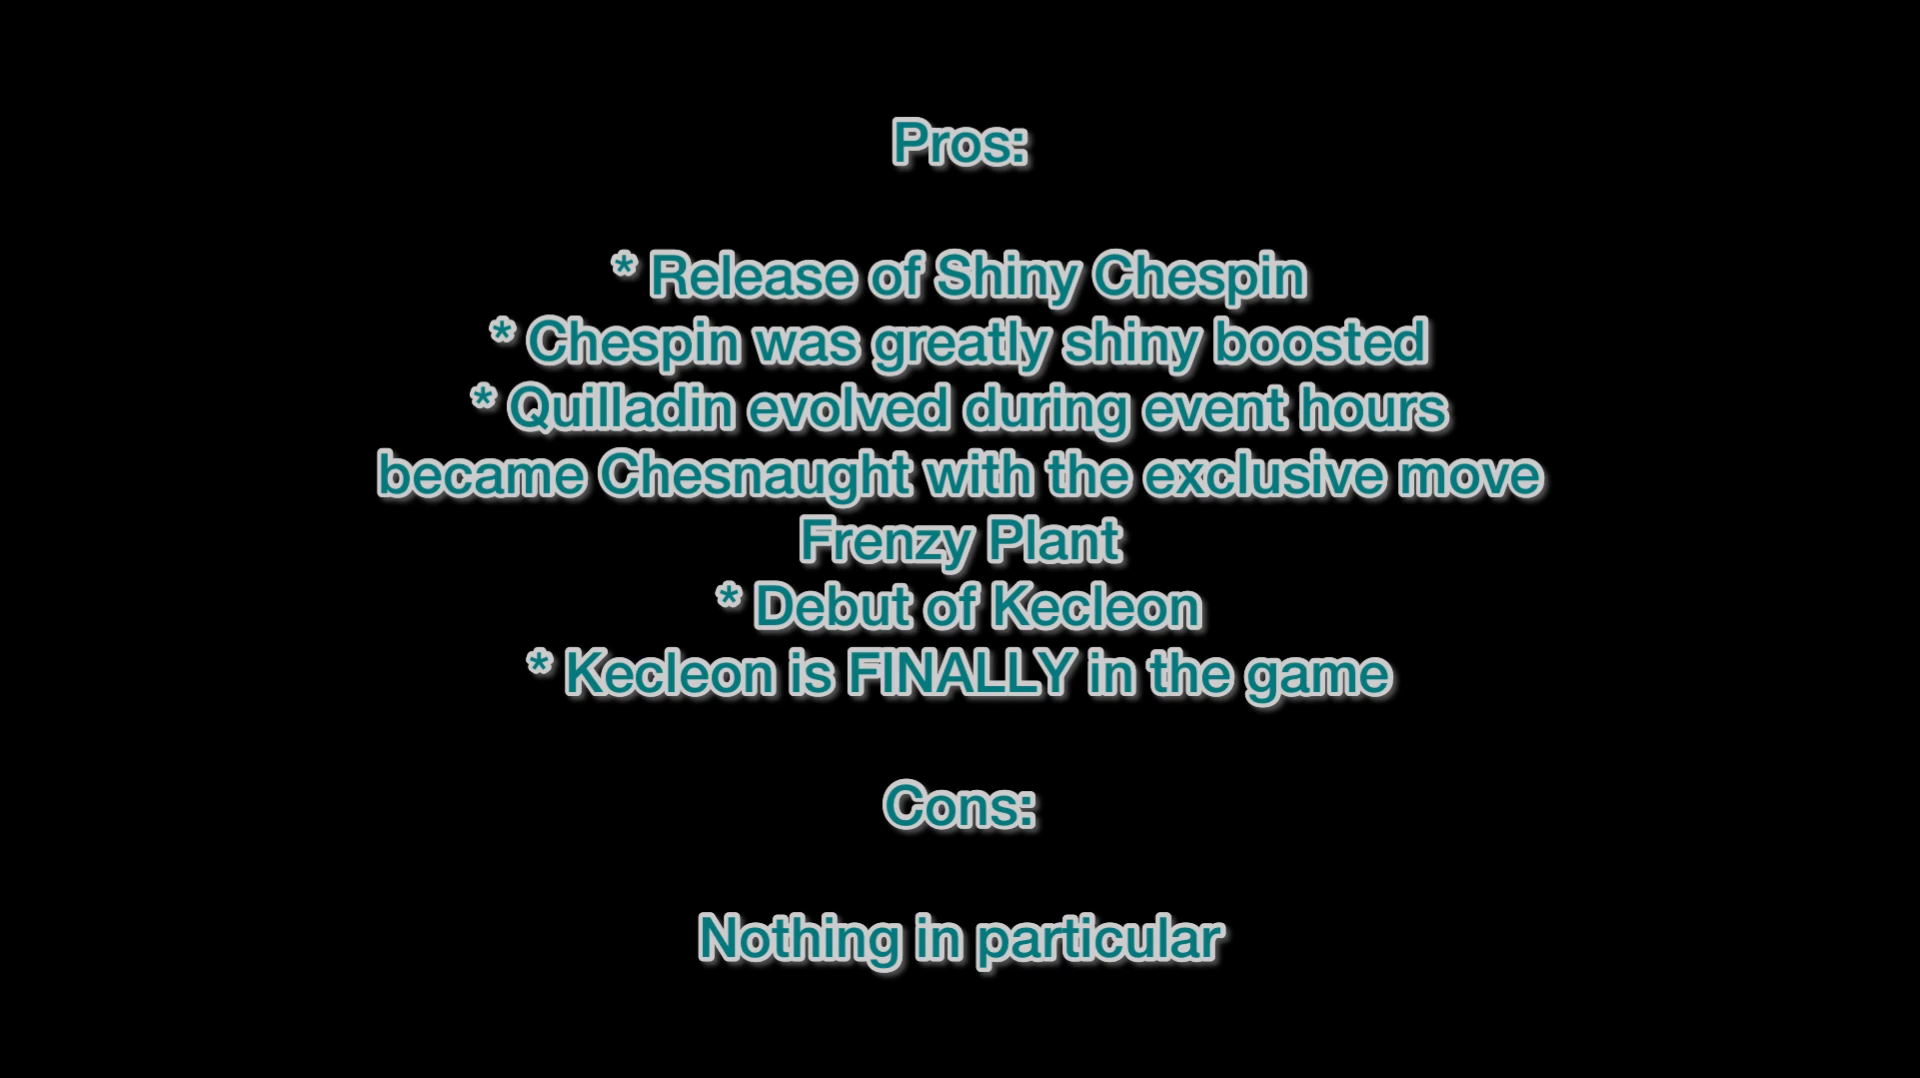 Pros:
* Release of Shiny Chespin
* Chespin was greatly shiny boosted
* Quilladin evolved during event hours
became Chesnaught with the exclusive move
Frenzy Plant
* Debut of Kecleon
* Kecleon is FINALLY in the game
Cons:
Nothing in particular